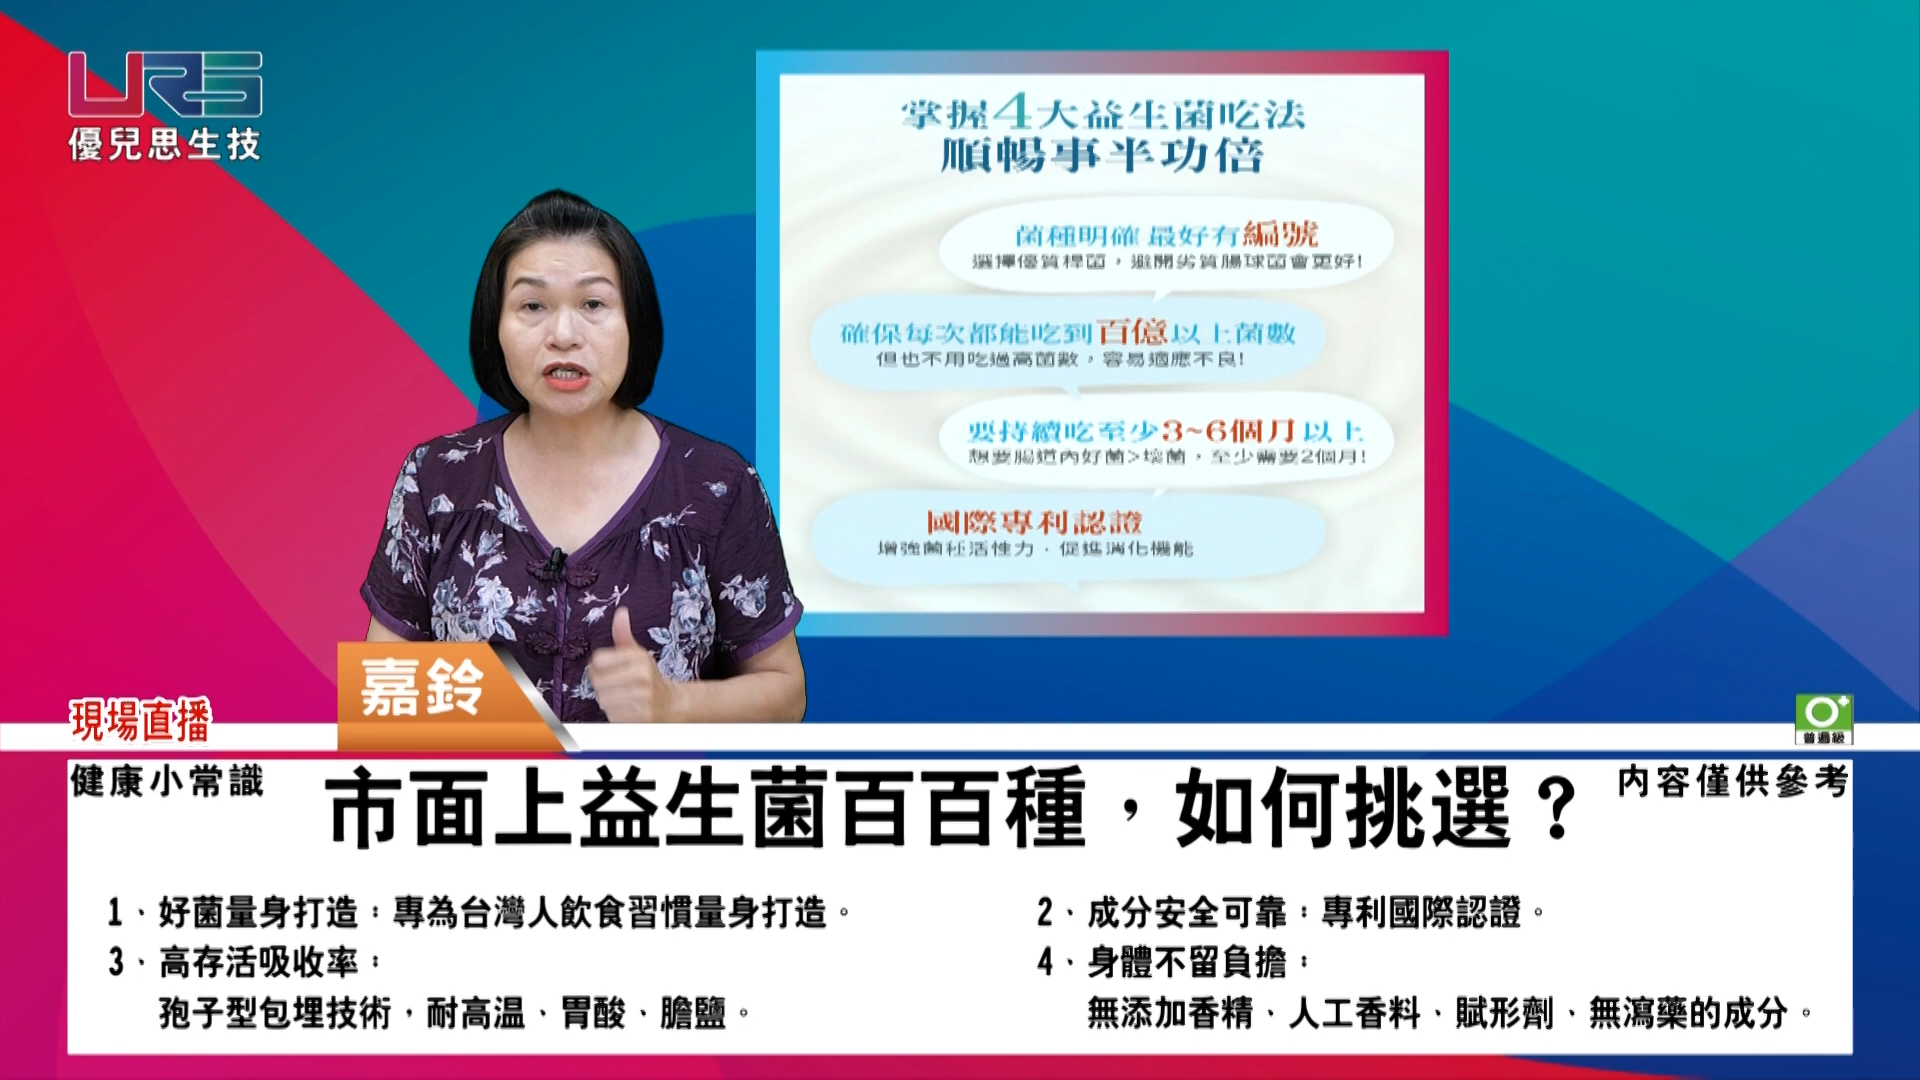 URS
優兒思生技
掌握4大益生菌吃法
順暢事半功倍
菌種明確 最好有編號
選擇優質桿菌，避開劣質腸球菌會更好!
確保每次都能吃到百億以上菌數
但也不用吃過高菌數，容易適應不良!
要持續吃至少3~6個月以上
想要腸道內好菌>壞菌，至少需要2個月!
國際專利認證
增強菌種活性力．促進消化機能
嘉鈴
現場直播
普遍級
健康小常識
市面上益生菌百百種，如何挑選？
內容僅供參考
1、好菌量身打造：專為台灣人飲食習慣量身打造。
2、成分安全可靠：專利國際認證。
3、高存活吸收率：
孢子型包埋技術，耐高温、胃酸、膽鹽。
4、身體不留負擔：
無添加香精、人工香料、賦形劑、無瀉藥的成分。